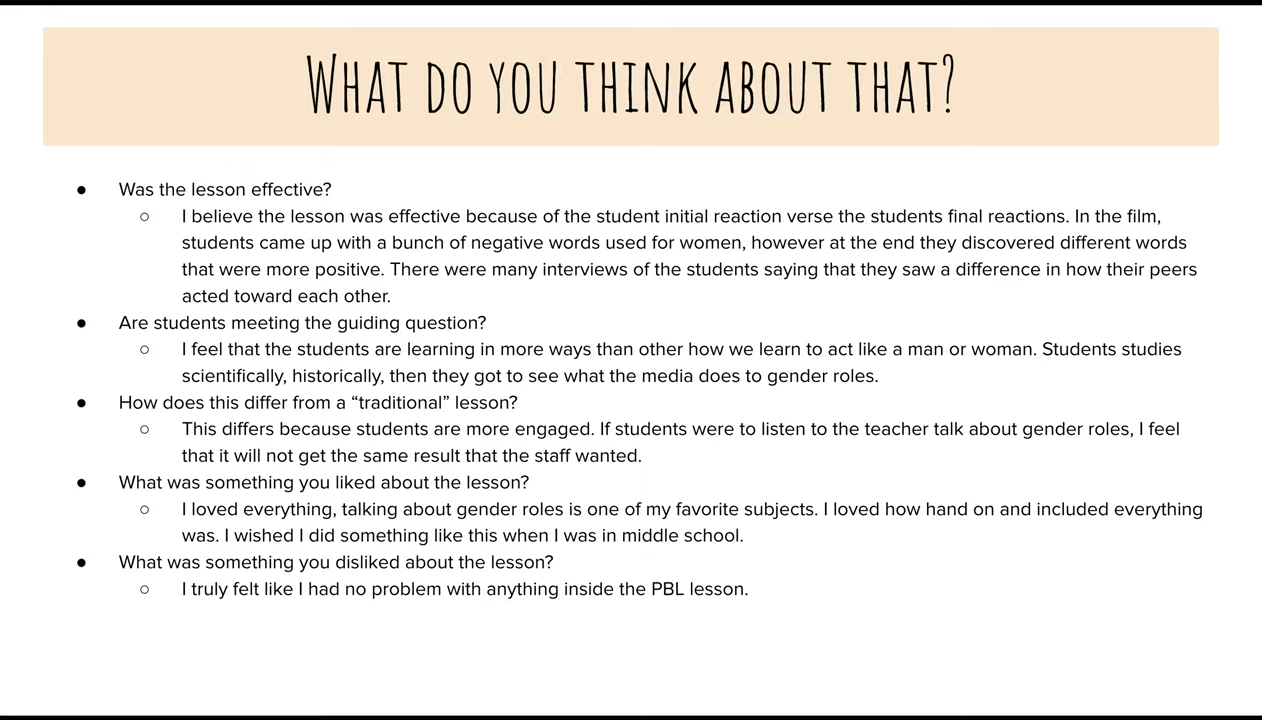 WHAT DO YOU THINK ABOUT THAT?
● Was the lesson effective?
○ I believe the lesson was effective because of the student initial reaction verse the students final reactions. In the film,
students came up with a bunch of negative words used for women, however at the end they discovered different words
that were more positive. There were many interviews of the students saying that they saw a difference in how their peers
acted toward each other.
● Are students meeting the guiding question?
○ I feel that the students are learning in more ways than other how we learn to act like a man or woman. Students studies
scientifically, historically, then they got to see what the media does to gender roles.
● How does this differ from a “traditional” lesson?
○ This differs because students are more engaged. If students were to listen to the teacher talk about gender roles, I feel
that it will not get the same result that the staff wanted.
● What was something you liked about the lesson?
○ I loved everything, talking about gender roles is one of my favorite subjects. I loved how hand on and included everything
was. I wished I did something like this when I was in middle school.
● What was something you disliked about the lesson?
○ I truly felt like I had no problem with anything inside the PBL lesson.